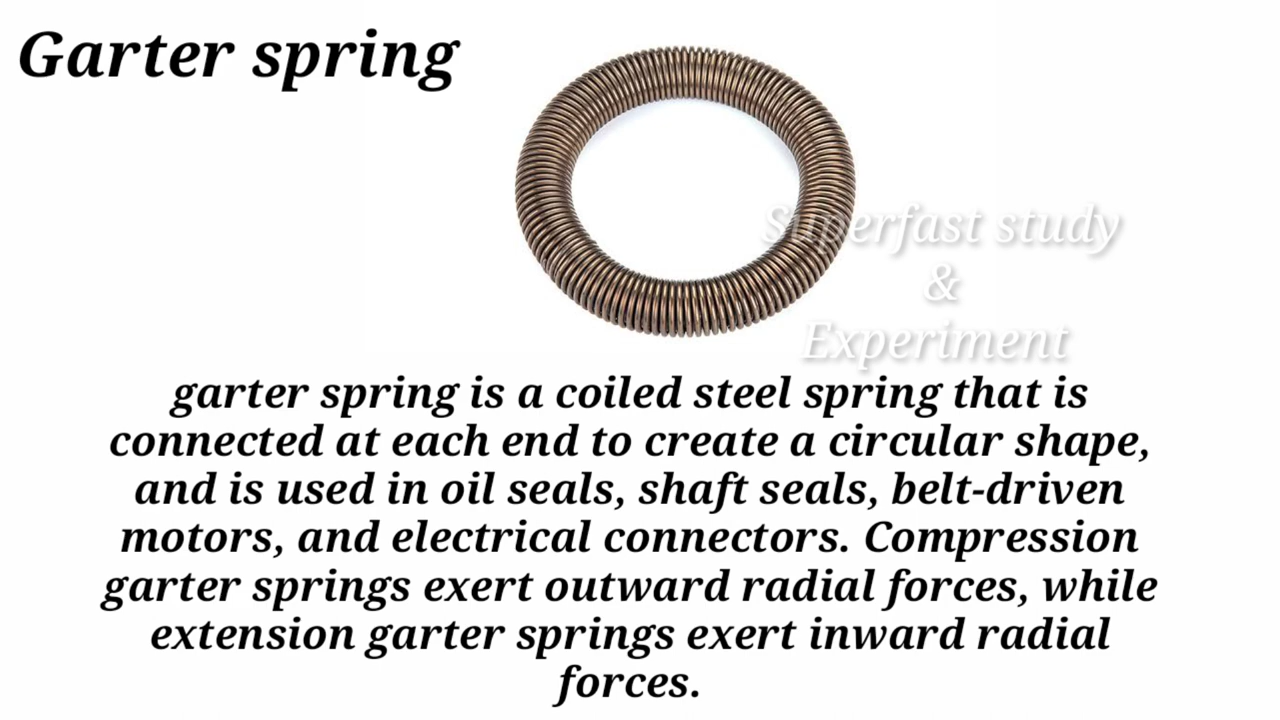 Garter spring
Superfast study
&
Experiment
garter spring is a coiled steel spring that is
connected at each end to create a circular shape,
and is used in oil seals, shaft seals, belt-driven
motors, and electrical connectors. Compression
garter springs exert outward radial forces, while
extension garter springs exert inward radial
forces.